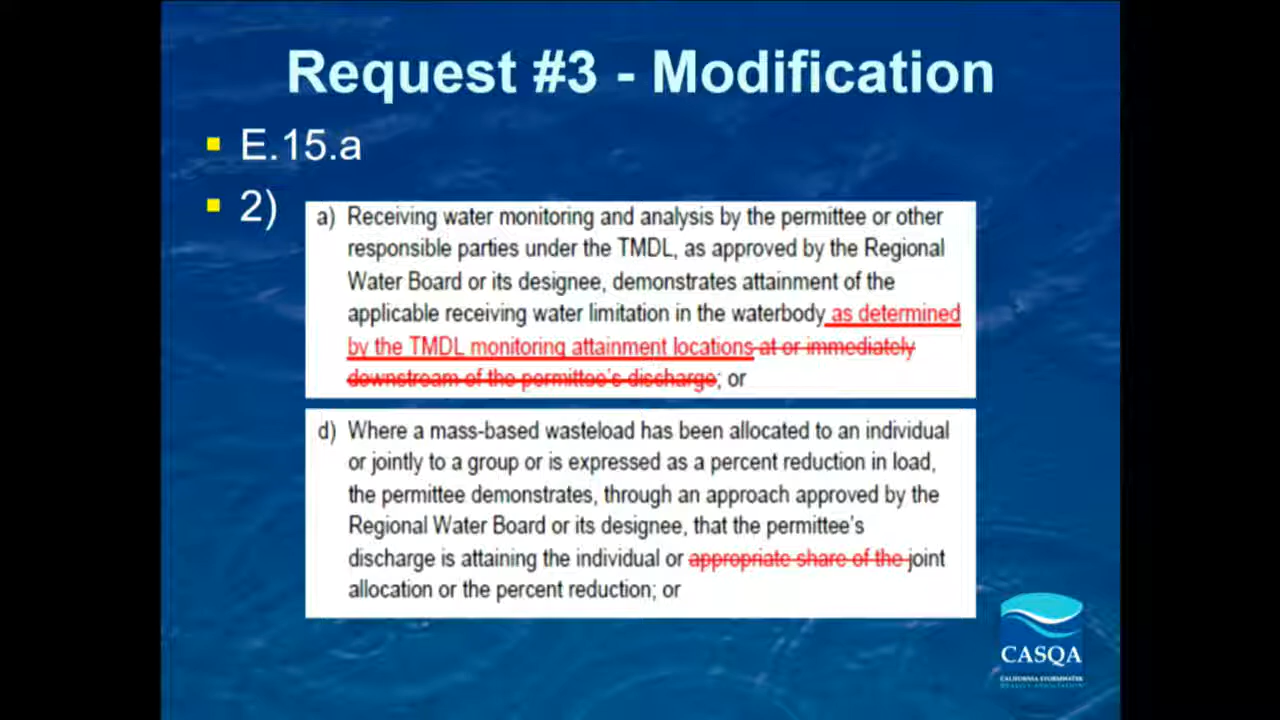 Request #3 - Modification
E.15.a
2)
a) Receiving water monitoring and analysis by the permittee or other
responsible parties under the TMDL, as approved by the Regional
Water Board or its designee, demonstrates attainment of the
applicable receiving water limitation in the waterbody as determined
by the TMDL monitoring attainment locations at or immediately
downstream of the permittee's discharge; or
d) Where a mass-based wasteload has been allocated to an individual
or jointly to a group or is expressed as a percent reduction in load,
the permittee demonstrates, through an approach approved by the
Regional Water Board or its designee, that the permittee's
discharge is attaining the individual or appropriate share of the joint
allocation or the percent reduction; or
CASQA
CALIFORNIA STORMWATER
QUALITY ASSOCIATION